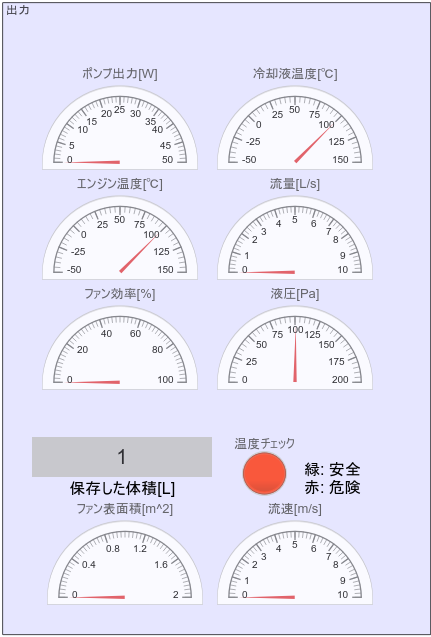 出力
ポンプ出力[W]
0 5 10 15 20 25 30 35 40 45 50
冷却液温度[℃]
-50 -25 0 25 50 75 100 125 150
エンジン温度[℃]
-50 -25 0 25 50 75 100 125 150
流量[L/s]
0 1 2 3 4 5 6 7 8 9 10
ファン効率[%]
0 20 40 60 80 100
液圧[Pa]
0 25 50 75 100 125 150 175 200
1
保存した体積[L]
温度チェック
緑: 安全
赤: 危険
ファン表面積[m^2]
0 0.4 0.8 1.2 1.6 2
流速[m/s]
0 1 2 3 4 5 6 7 8 9 10